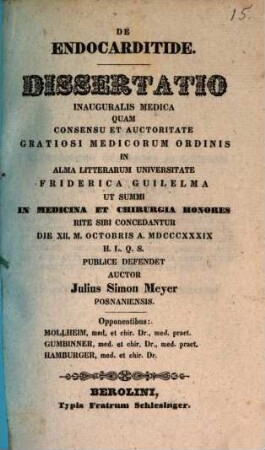 15.
DE
ENDOCARDITIDE.
DISSERTATIO
INAUGURALIS MEDICA
QUAM
CONSENSU ET AUCTORITATE
GRATIOSI MEDICORUM ORDINIS
IN
ALMA LITTERARUM UNIVERSITATE
FRIDERICA GUILELMA
UT SUMMI
IN MEDICINA ET CHIRURGIA HONORES
RITE SIBI CONCEDANTUR
DIE XII. M. OCTOBRIS A. MDCCCXXXIX
H. L. Q. S.
PUBLICE DEFENDET
AUCTOR
Julius Simon Meyer
POSNANIENSIS.
Opponentibus:
MOLLHEIM, med. et chir. Dr., med. pract.
GUMBINNER, med. et chir. Dr., med. pract.
HAMBURGER, med. et chir. Dr.
BEROLINI,
Typis Fratrum Schlesinger.